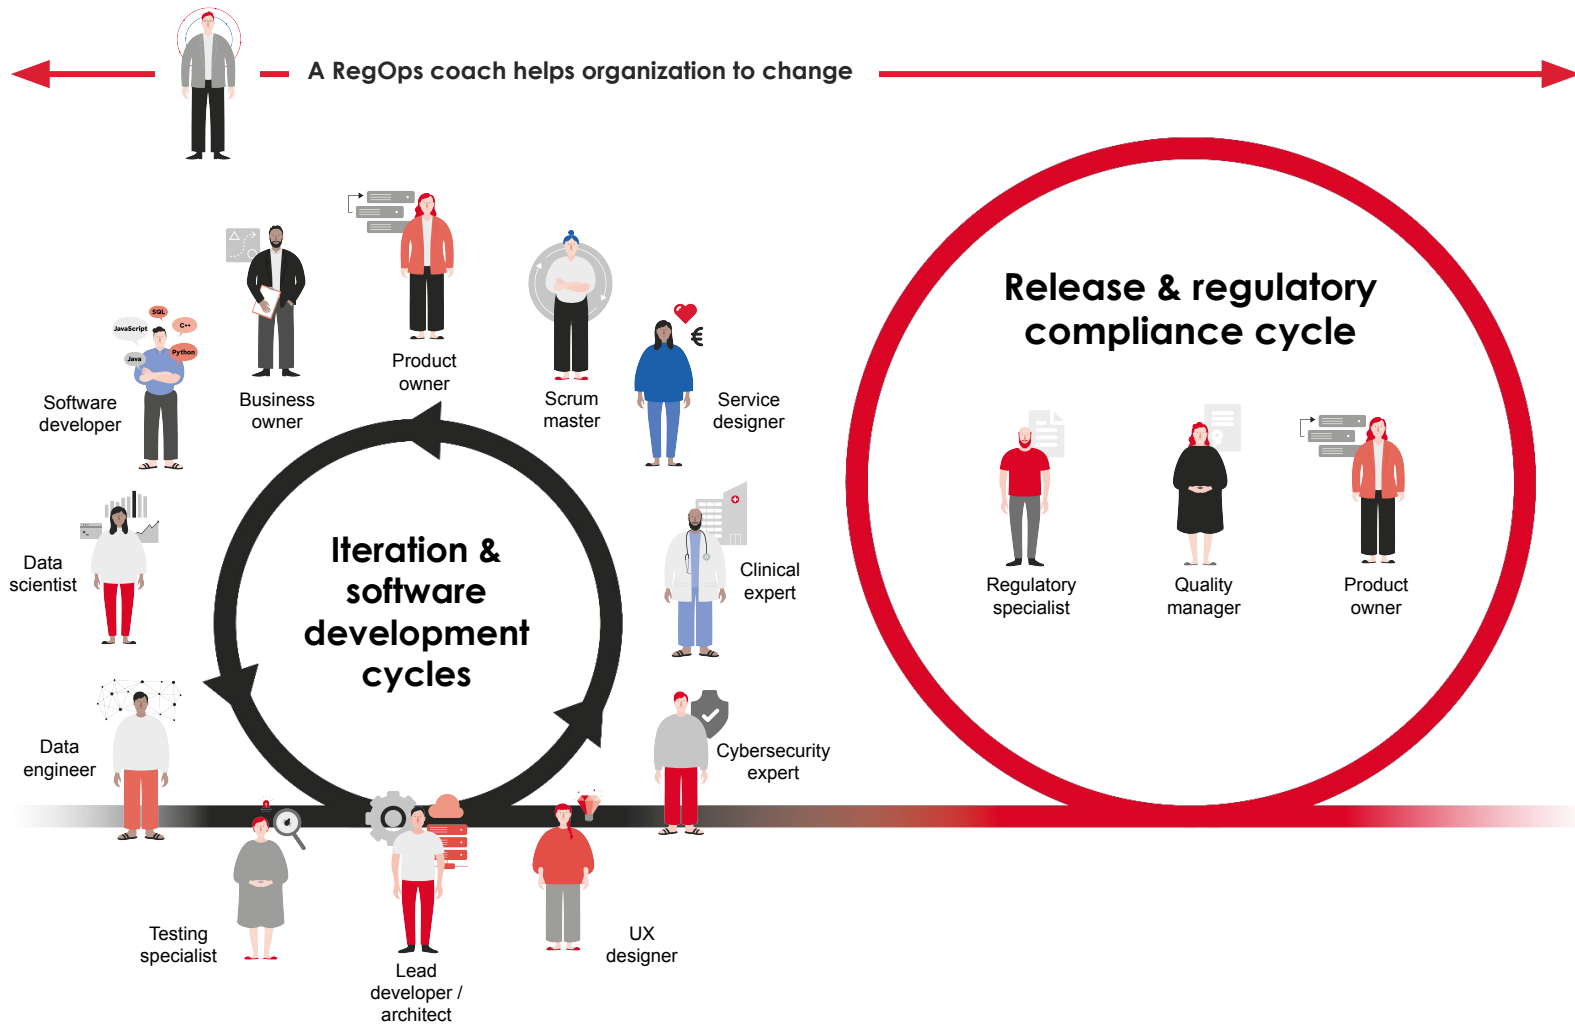 A RegOps coach helps organization to change
Product
owner
Business
owner
Scrum
master
SQL
JavaScript
C++
Java
Python
Software
developer
€
Service
designer
Iteration &
software
development
cycles
Data
scientist
Clinical
expert
Data
engineer
Cybersecurity
expert
Testing
specialist
Lead
developer /
architect
UX
designer
Release & regulatory
compliance cycle
Regulatory
specialist
Quality
manager
Product
owner